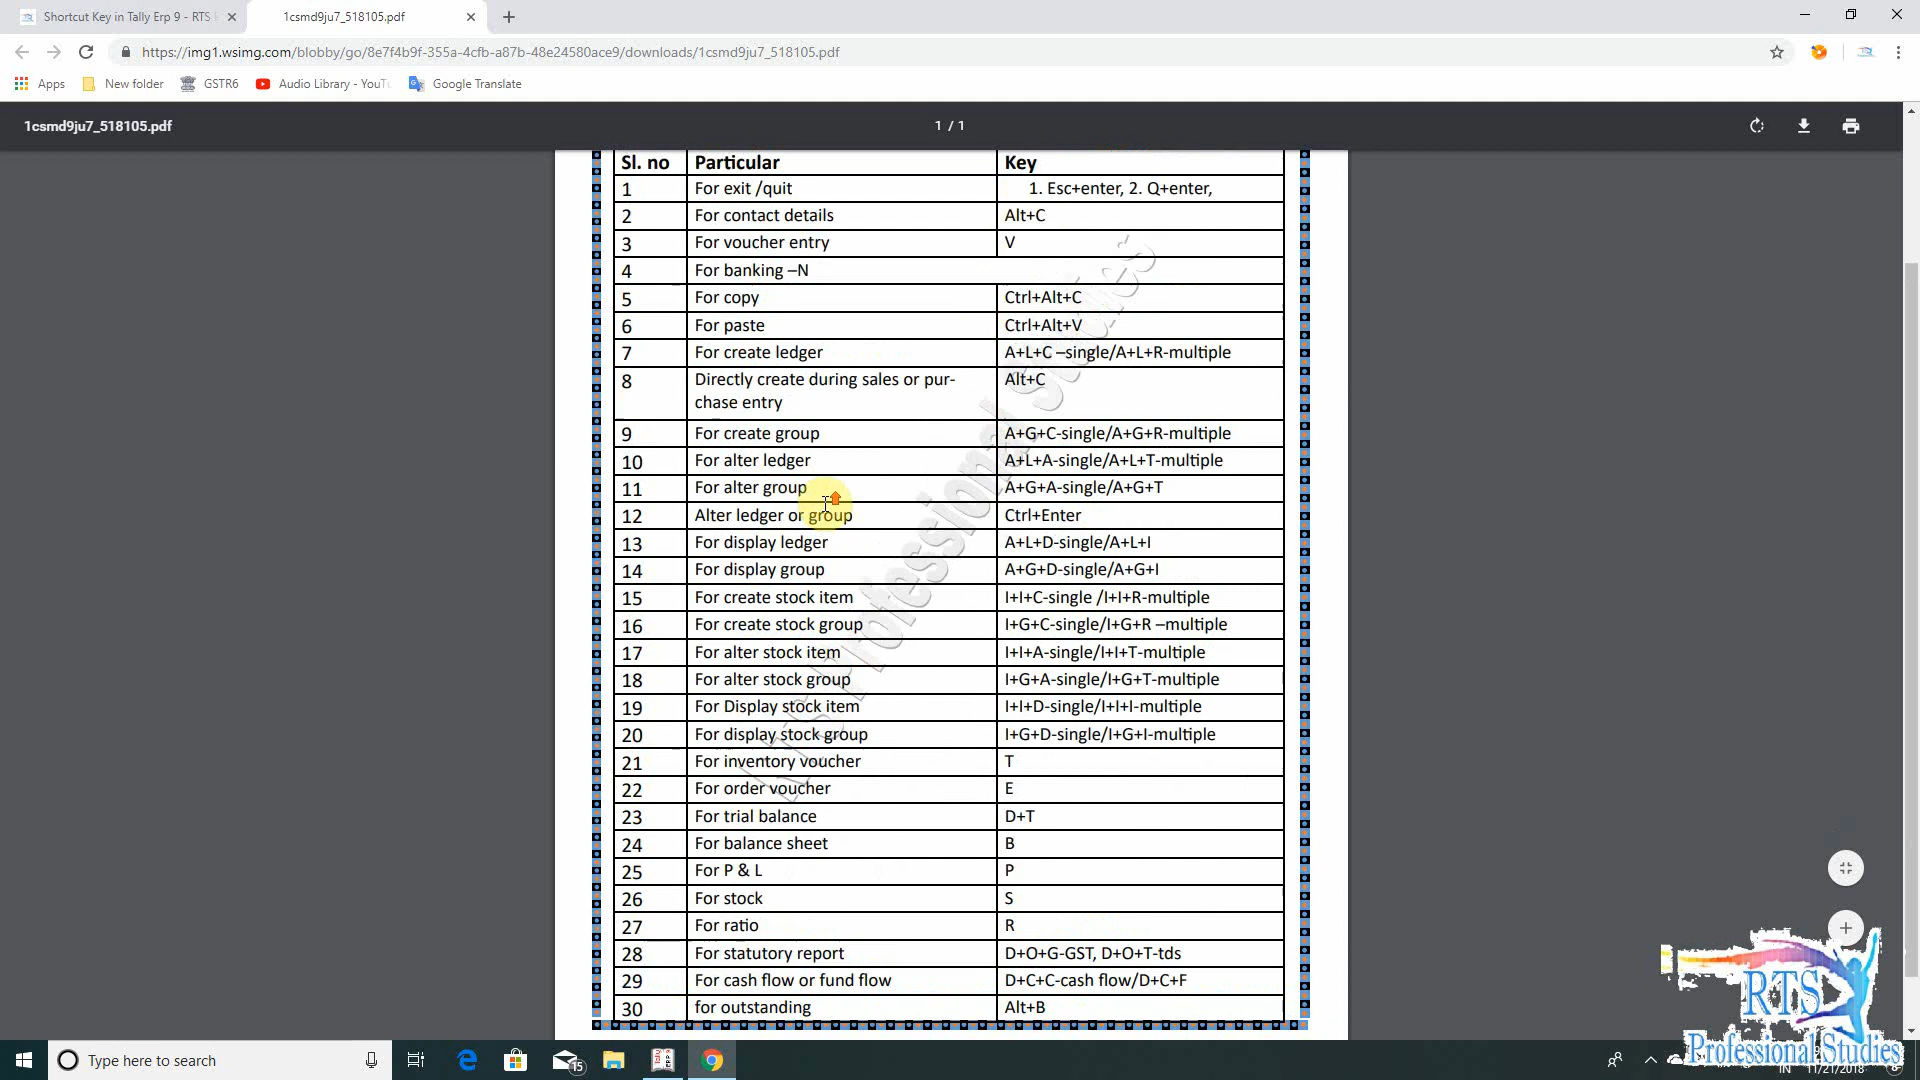 Shortcut Key in Tally Erp 9 - RTS
1csmd9ju7_518105.pdf
https://img1.wsimg.com/blobby/go/8e7f4b9f-355a-4cfb-a87b-48e24580ace9/downloads/1csmd9ju7_518105.pdf
Apps New folder GSTR6 Audio Library - YouTu Google Translate
1csmd9ju7_518105.pdf 1 / 1
Sl. no Particular Key
1 For exit /quit 1. Esc+enter, 2. Q+enter,
2 For contact details Alt+C
3 For voucher entry V
4 For banking –N
5 For copy Ctrl+Alt+C
6 For paste Ctrl+Alt+V
7 For create ledger A+L+C –single/A+L+R-multiple
8 Directly create during sales or pur- Alt+C
chase entry
9 For create group A+G+C-single/A+G+R-multiple
10 For alter ledger A+L+A-single/A+L+T-multiple
11 For alter group A+G+A-single/A+G+T
12 Alter ledger or group Ctrl+Enter
13 For display ledger A+L+D-single/A+L+I
14 For display group A+G+D-single/A+G+I
15 For create stock item I+I+C-single /I+I+R-multiple
16 For create stock group I+G+C-single/I+G+R –multiple
17 For alter stock item I+I+A-single/I+I+T-multiple
18 For alter stock group I+G+A-single/I+G+T-multiple
19 For Display stock item I+I+D-single/I+I+I-multiple
20 For display stock group I+G+D-single/I+G+I-multiple
21 For inventory voucher T
22 For order voucher E
23 For trial balance D+T
24 For balance sheet B
25 For P & L P
26 For stock S
27 For ratio R
28 For statutory report D+O+G-GST, D+O+T-tds
29 For cash flow or fund flow D+C+C-cash flow/D+C+F
30 for outstanding Alt+B
Rts Professional Studies
RTS
Professional Studies
Type here to search
15
IN 11/21/2018